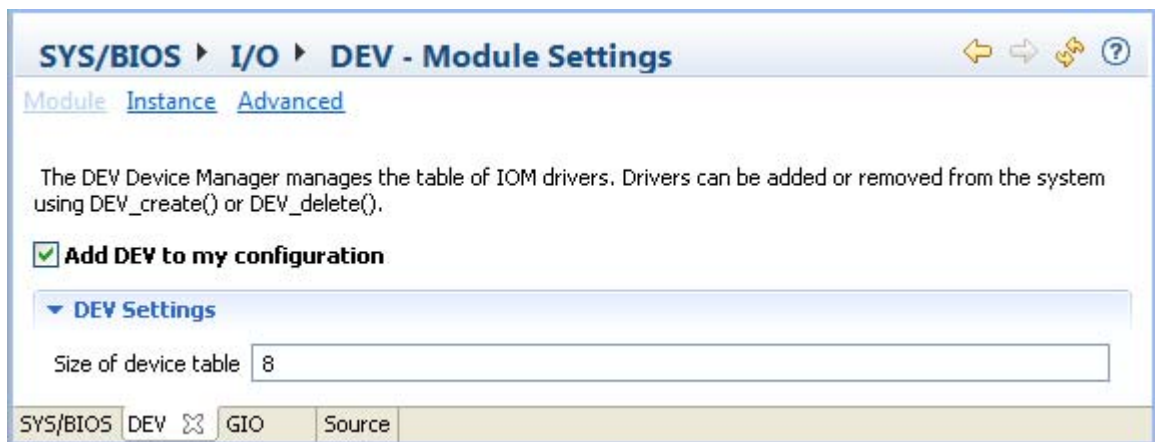 SYS/BIOS ▸ I/O ▸ DEV - Module Settings
Module Instance Advanced
The DEV Device Manager manages the table of IOM drivers. Drivers can be added or removed from the system
using DEV_create() or DEV_delete().
Add DEV to my configuration
DEV Settings
Size of device table 8
SYS/BIOS DEV GIO Source